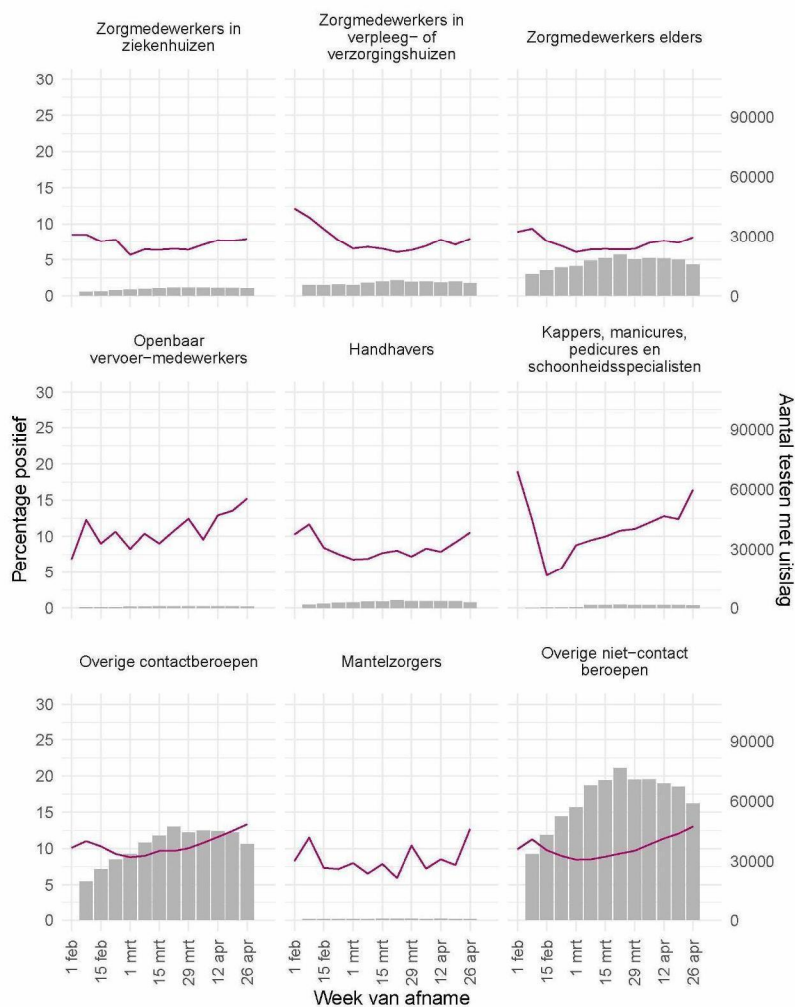 Zorgmedewerkers in
ziekenhuizen
Zorgmedewerkers in
verpleeg- of
verzorgingshuizen
Zorgmedewerkers elders
30
25
20
15
10
5
0
90000
60000
30000
0
Openbaar
vervoer-medewerkers
Handhavers
Kappers, manicures,
pedicures en
schoonheidsspecialisten
30
25
20
15
10
5
0
90000
60000
30000
0
Percentage positief
Aantal testen met uitslag
Overige contactberoepen
Mantelzorgers
Overige niet-contact
beroepen
30
25
20
15
10
5
0
90000
60000
30000
0
1 feb
15 feb
1 mrt
15 mrt
29 mrt
12 apr
26 apr
1 feb
15 feb
1 mrt
15 mrt
29 mrt
12 apr
26 apr
1 feb
15 feb
1 mrt
15 mrt
29 mrt
12 apr
26 apr
Week van afname